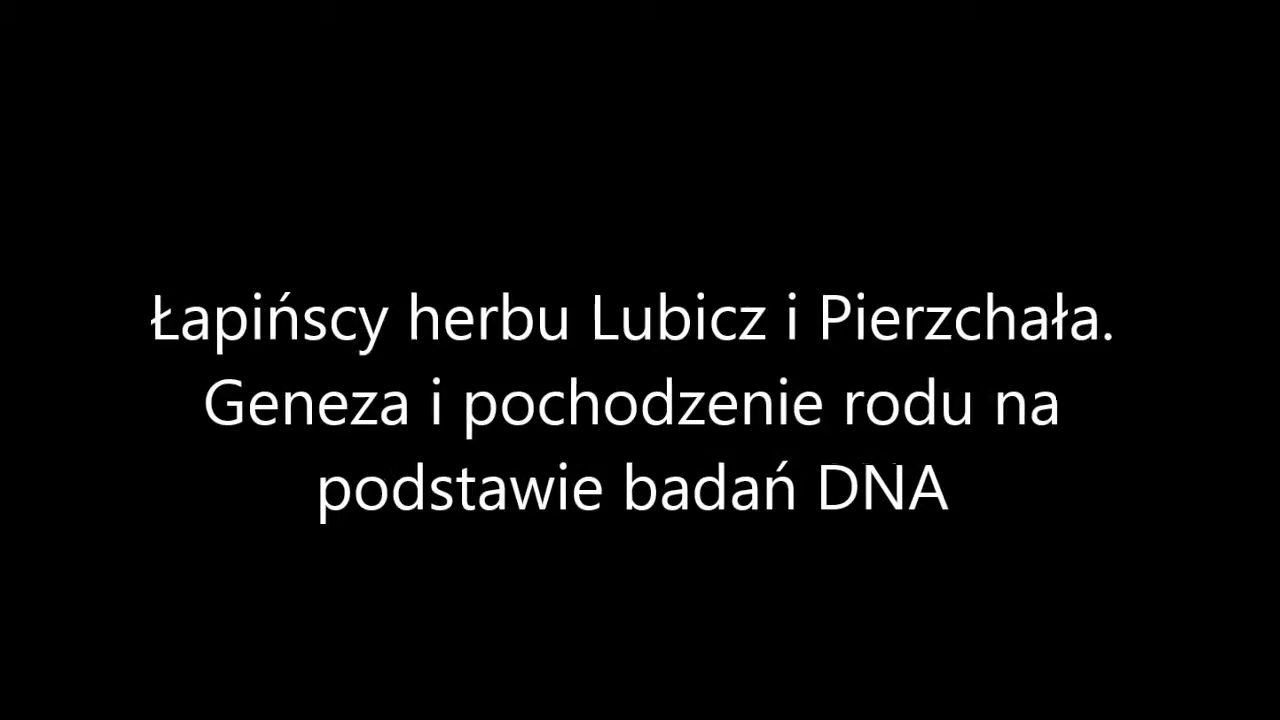 Łapińscy herbu Lubicz i Pierzchała.
Geneza i pochodzenie rodu na
podstawie badań DNA